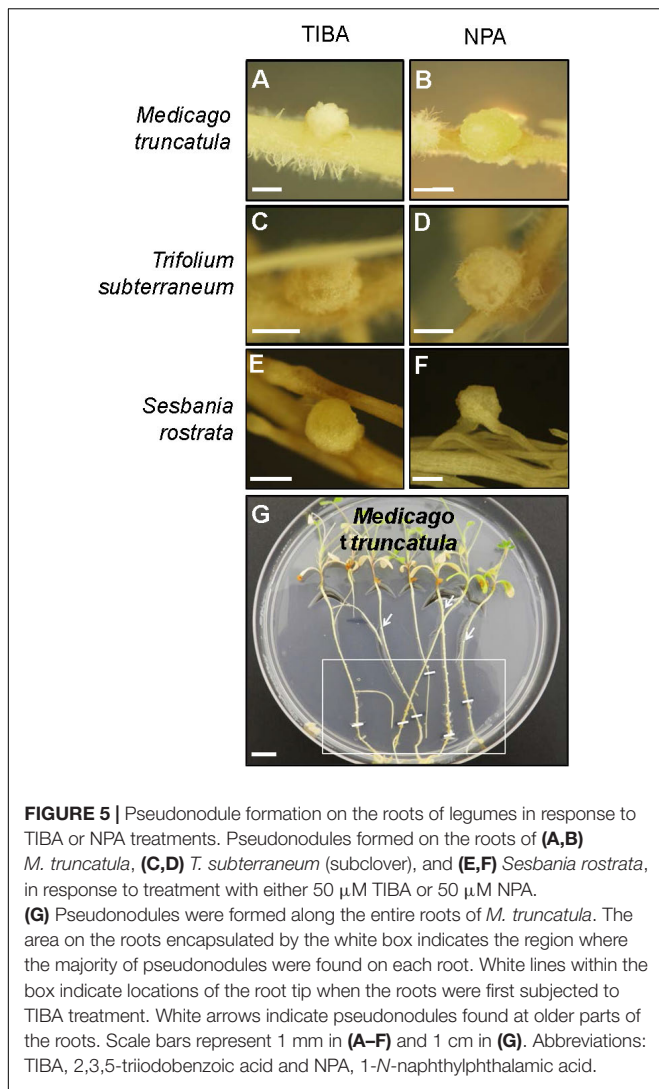 TIBA NPA
A B
Medicago
truncatula
C D
Trifolium
subterraneum
E F
Sesbania
rostrata
G Medicago
t truncatula
FIGURE 5 | Pseudonodule formation on the roots of legumes in response to
TIBA or NPA treatments. Pseudonodules formed on the roots of (A,B)
M. truncatula, (C,D) T. subterraneum (subclover), and (E,F) Sesbania rostrata,
in response to treatment with either 50 μM TIBA or 50 μM NPA.
(G) Pseudonodules were formed along the entire roots of M. truncatula. The
area on the roots encapsulated by the white box indicates the region where
the majority of pseudonodules were found on each root. White lines within the
box indicate locations of the root tip when the roots were first subjected to
TIBA treatment. White arrows indicate pseudonodules found at older parts of
the roots. Scale bars represent 1 mm in (A–F) and 1 cm in (G). Abbreviations:
TIBA, 2,3,5-triiodobenzoic acid and NPA, 1-N-naphthylphthalamic acid.